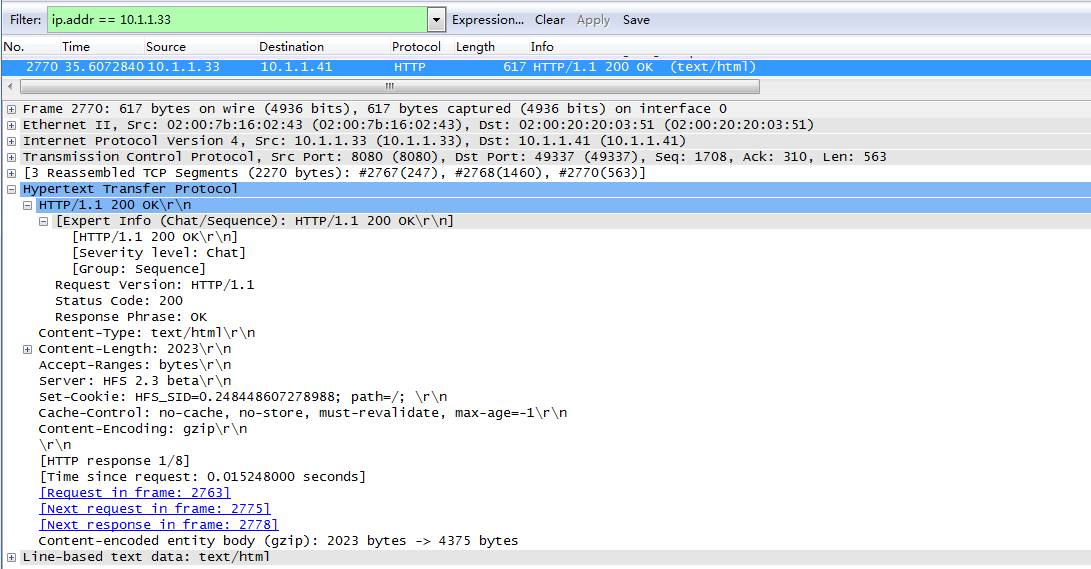 Filter: ip.addr == 10.1.1.33 Expression... Clear Apply Save
No. Time Source Destination Protocol Length Info
2770 35.6072840 10.1.1.33 10.1.1.41 HTTP 617 HTTP/1.1 200 OK (text/html)
Frame 2770: 617 bytes on wire (4936 bits), 617 bytes captured (4936 bits) on interface 0
Ethernet II, Src: 02:00:7b:16:02:43 (02:00:7b:16:02:43), Dst: 02:00:20:20:03:51 (02:00:20:20:03:51)
Internet Protocol Version 4, Src: 10.1.1.33 (10.1.1.33), Dst: 10.1.1.41 (10.1.1.41)
Transmission Control Protocol, Src Port: 8080 (8080), Dst Port: 49337 (49337), Seq: 1708, Ack: 310, Len: 563
[3 Reassembled TCP Segments (2270 bytes): #2767(247), #2768(1460), #2770(563)]
Hypertext Transfer Protocol
HTTP/1.1 200 OK\r\n
[Expert Info (Chat/Sequence): HTTP/1.1 200 OK\r\n]
[HTTP/1.1 200 OK\r\n]
[Severity level: Chat]
[Group: Sequence]
Request Version: HTTP/1.1
Status Code: 200
Response Phrase: OK
Content-Type: text/html\r\n
Content-Length: 2023\r\n
Accept-Ranges: bytes\r\n
Server: HFS 2.3 beta\r\n
Set-Cookie: HFS_SID=0.248448607278988; path=/; \r\n
Cache-Control: no-cache, no-store, must-revalidate, max-age=-1\r\n
Content-Encoding: gzip\r\n
\r\n
[HTTP response 1/8]
[Time since request: 0.015248000 seconds]
[Request in frame: 2763]
[Next request in frame: 2775]
[Next response in frame: 2778]
Content-encoded entity body (gzip): 2023 bytes -> 4375 bytes
Line-based text data: text/html